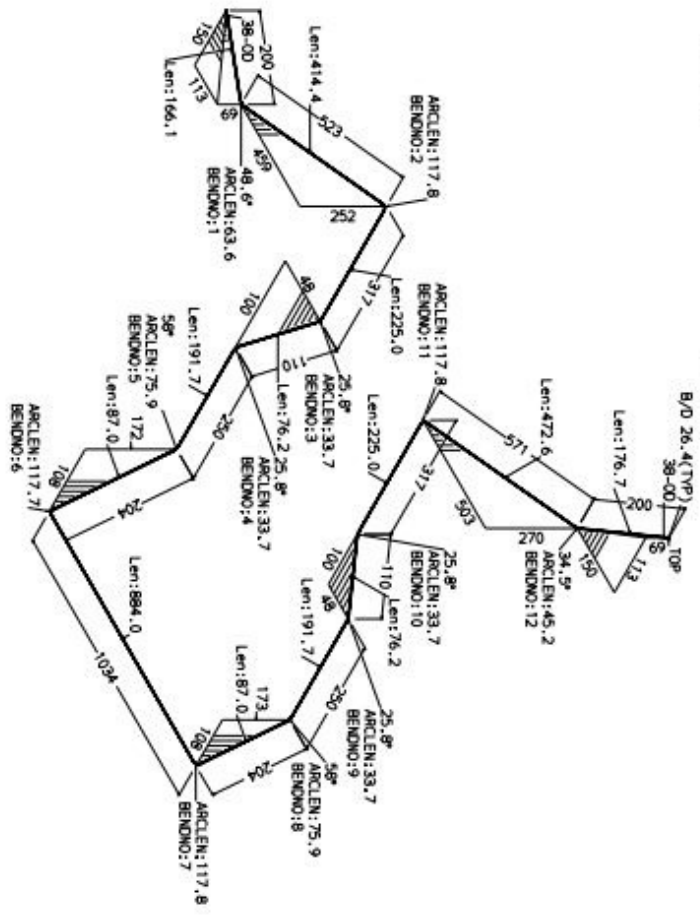 38-OD
200
150
113
Len:166.1
69
48.6°
ARCLEN:63.6
BENDNO:1
Len:414.4
523
252
ARCLEN:117.8
BENDNO:2
317
Len:225.0
48
100
110
25.8°
ARCLEN:33.7
BENDNO:3
Len:76.2
25.8°
ARCLEN:33.7
BENDNO:4
Len:191.7
250
58°
ARCLEN:75.9
BENDNO:5
Len:87.0
172
204
108
ARCLEN:117.7
BENDNO:6
Len:884.0
1034
ARCLEN:117.8
BENDNO:7
108
204
173
Len:87.0
58°
ARCLEN:75.9
BENDNO:8
Len:191.7
250
25.8°
ARCLEN:33.7
BENDNO:9
48
100
110
Len:76.2
25.8°
ARCLEN:33.7
BENDNO:10
Len:225.0
317
ARCLEN:117.8
BENDNO:11
503
571
Len:472.6
270
34.5°
ARCLEN:45.2
BENDNO:12
150
113
200
Len:176.7
69
TOP
B/D 26.4(TYP)
38-OD